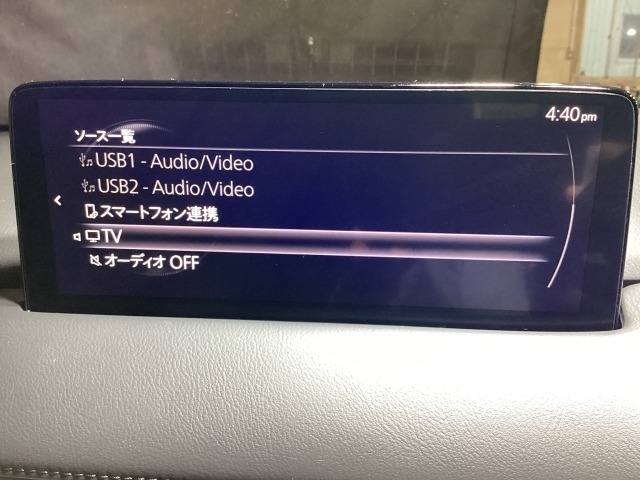 4:40pm
ソース一覧
USB1 - Audio/Video
USB2 - Audio/Video
スマートフォン連携
TV
オーディオ OFF